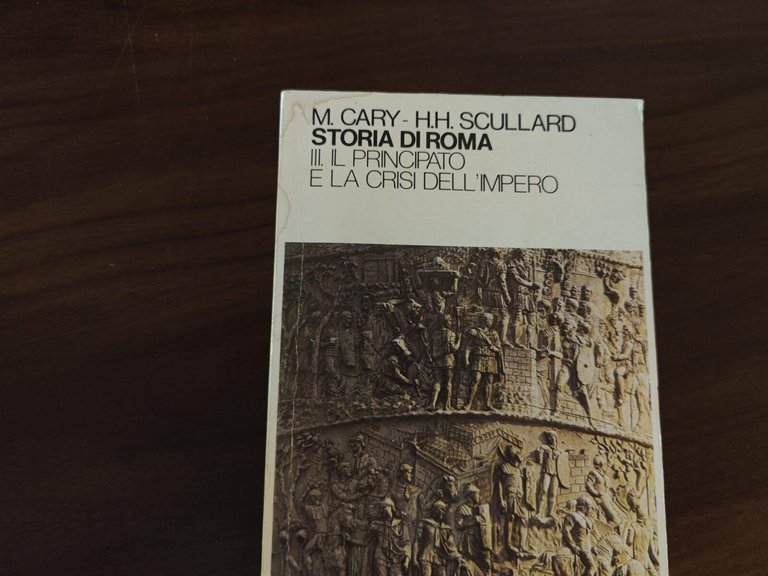 M. CARY - H.H. SCULLARD
STORIA DI ROMA
III. IL PRINCIPATO
E LA CRISI DELL'IMPERO